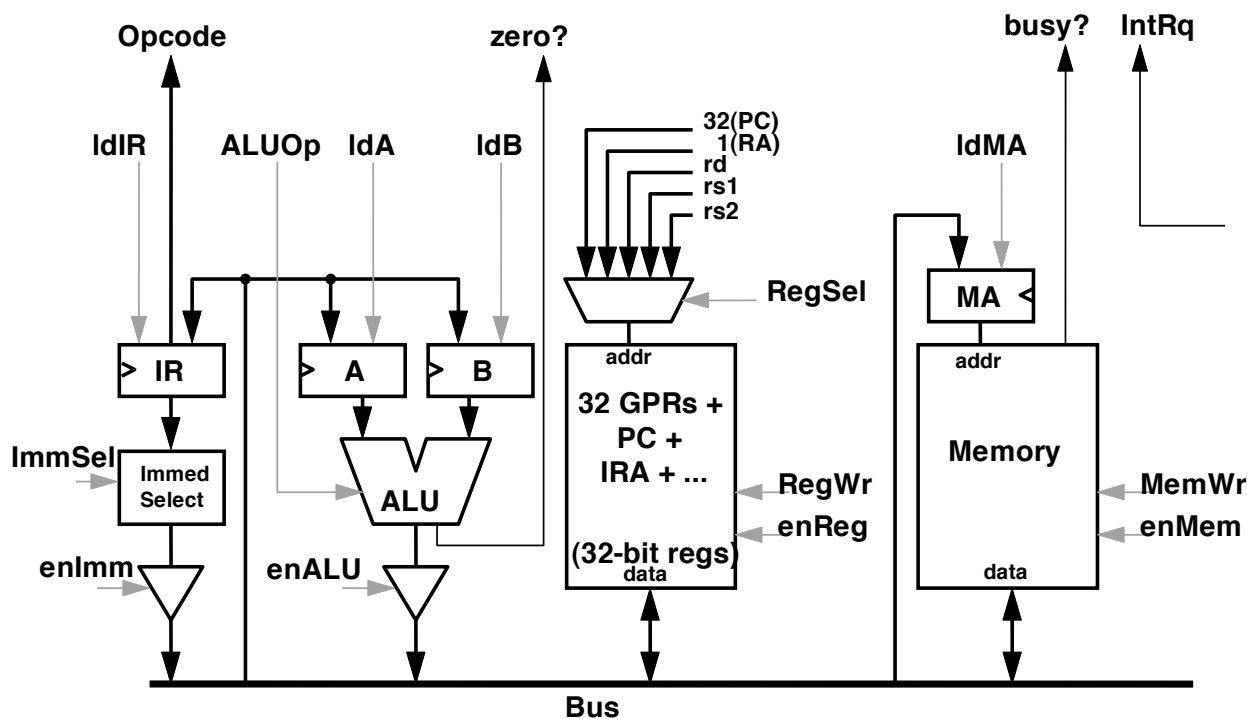 Opcode
zero?
busy?
IntRq
ldIR
ALUOp
ldA
ldB
32(PC)
1(RA)
rd
rs1
rs2
ldMA
RegSel
MA
IR
A
B
addr
addr
32 GPRs +
PC +
IRA + ...
Memory
ImmSel
Immed
Select
ALU
RegWr
MemWr
enReg
enMem
(32-bit regs)
data
data
enImm
enALU
Bus